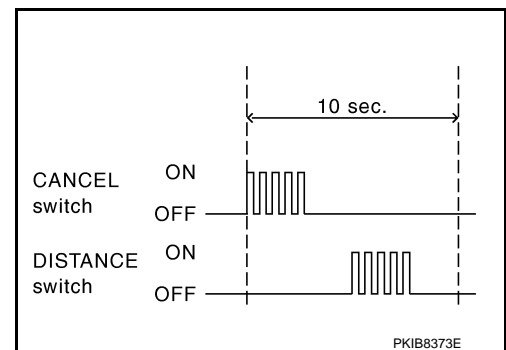 10 sec.
CANCEL ON
switch OFF
DISTANCE ON
switch OFF
PKIB8373E